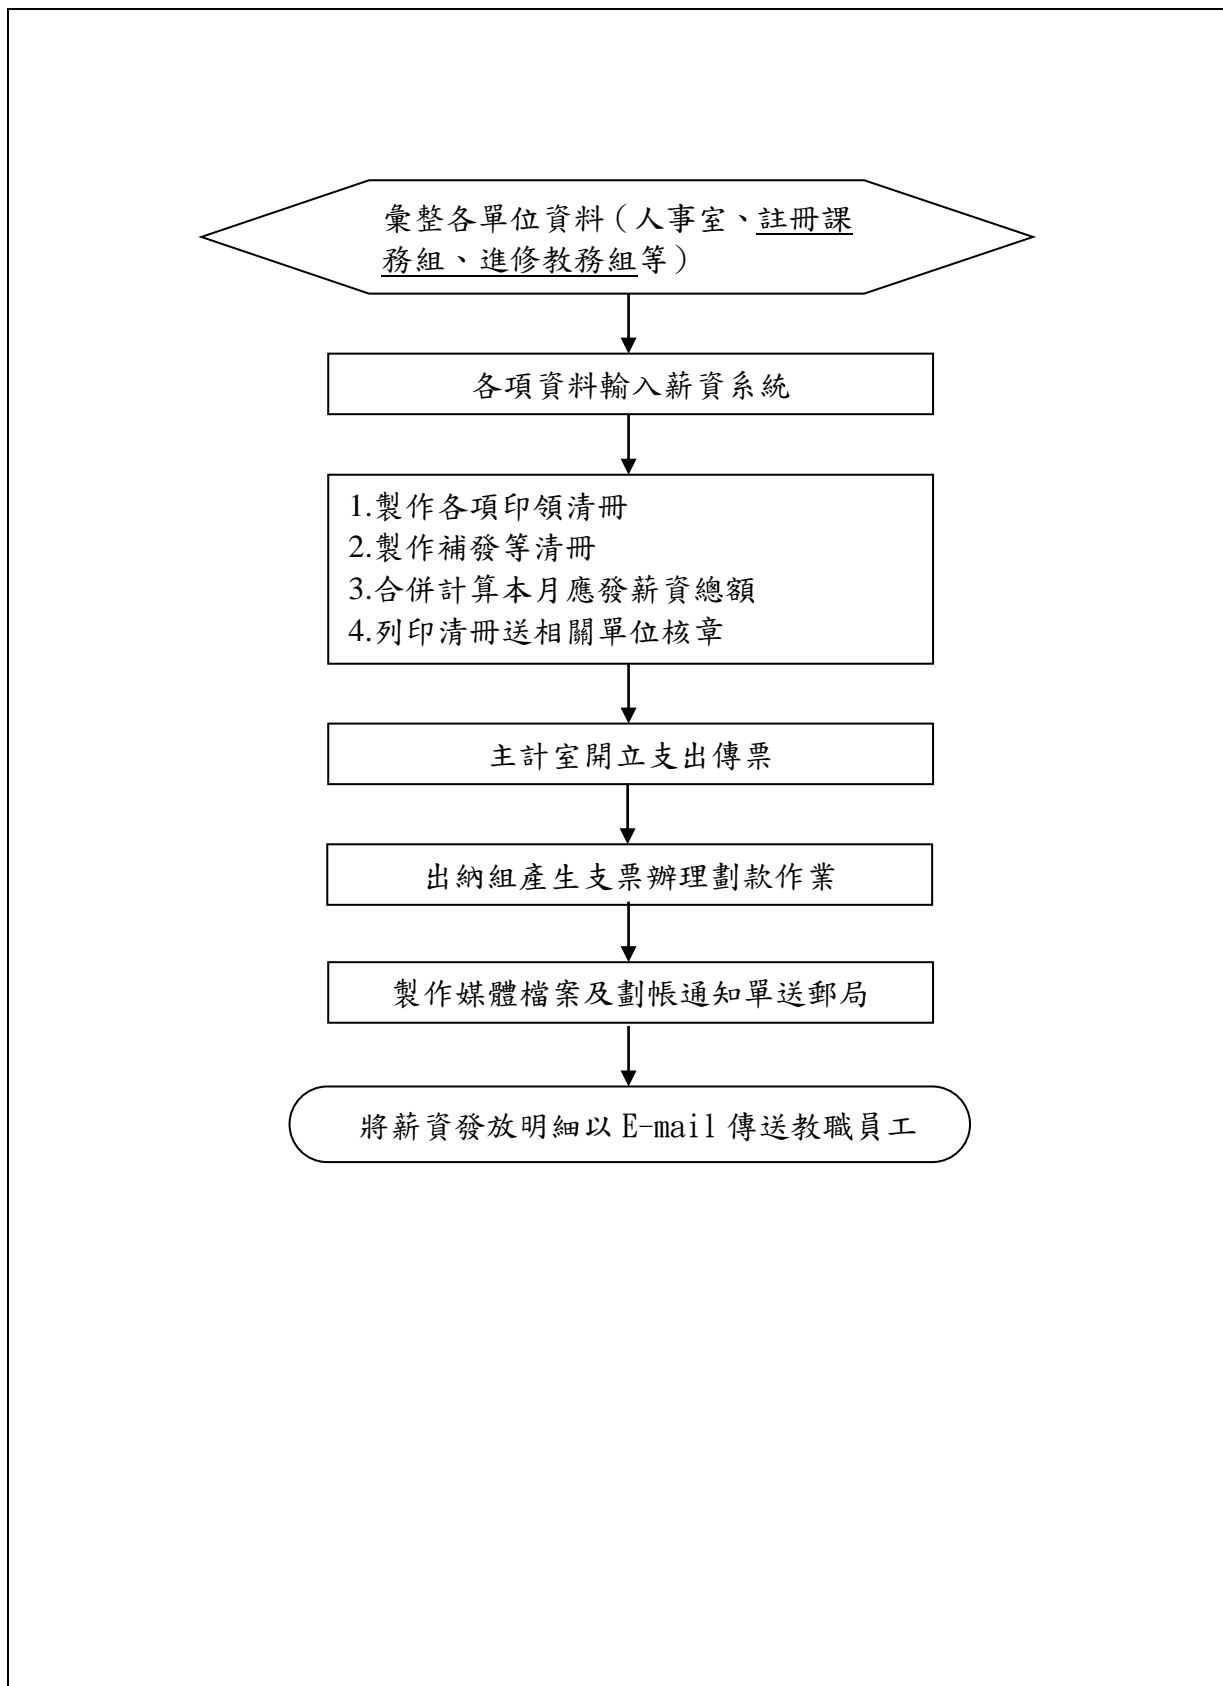 彙整各單位資料（人事室、註冊課
務組、進修教務組等）
各項資料輸入薪資系統
1.製作各項印領清冊
2.製作補發等清冊
3.合併計算本月應發薪資總額
4.列印清冊送相關單位核章
主計室開立支出傳票
出納組產生支票辦理劃款作業
製作媒體檔案及劃帳通知單送郵局
將薪資發放明細以 E-mail 傳送教職員工